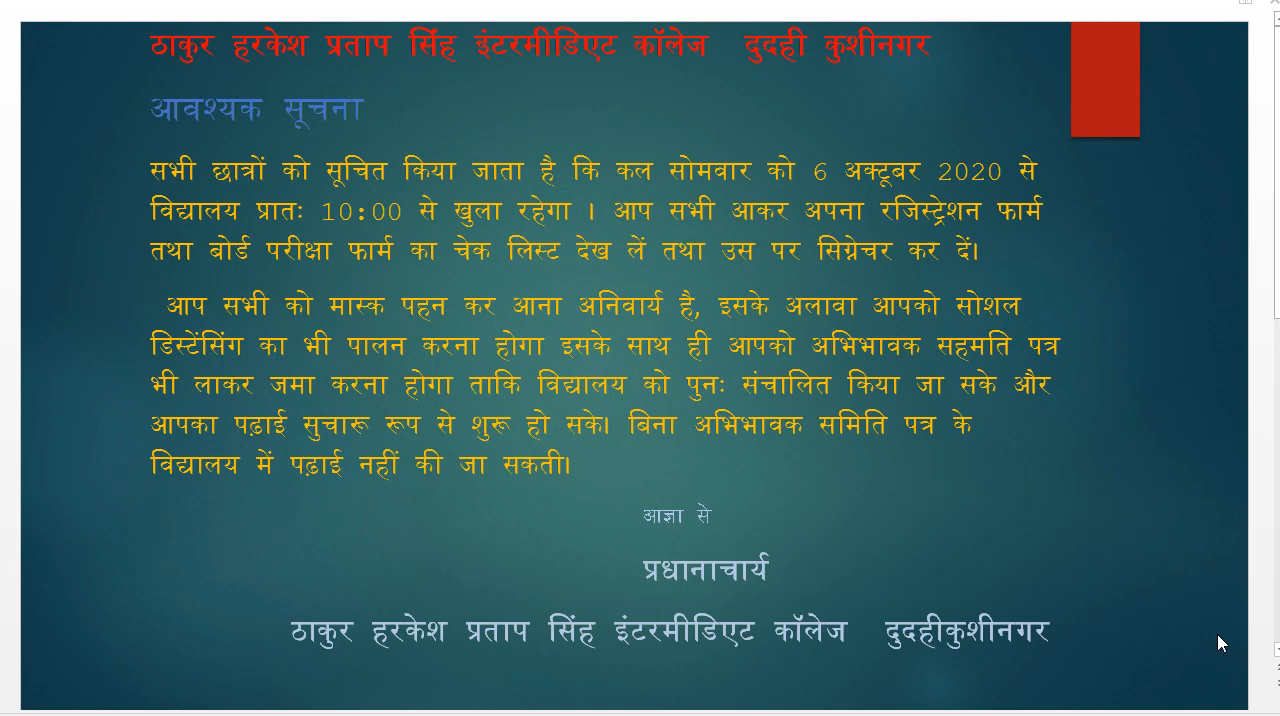 ठाकुर हरकेश प्रताप सिंह इंटरमीडिएट कॉलेज दुदही कुशीनगर
आवश्यक सूचना
सभी छात्रों को सूचित किया जाता है कि कल सोमवार को 6 अक्टूबर 2020 से
विद्यालय प्रातः 10:00 से खुला रहेगा । आप सभी आकर अपना रजिस्ट्रेशन फार्म
तथा बोर्ड परीक्षा फार्म का चेक लिस्ट देख लें तथा उस पर सिग्नेचर कर दें।
आप सभी को मास्क पहन कर आना अनिवार्य है, इसके अलावा आपको सोशल
डिस्टेंसिंग का भी पालन करना होगा इसके साथ ही आपको अभिभावक सहमति पत्र
भी लाकर जमा करना होगा ताकि विद्यालय को पुनः संचालित किया जा सके और
आपका पढ़ाई सुचारू रूप से शुरू हो सके। बिना अभिभावक समिति पत्र के
विद्यालय में पढ़ाई नहीं की जा सकती।
आज्ञा से
प्रधानाचार्य
ठाकुर हरकेश प्रताप सिंह इंटरमीडिएट कॉलेज दुदहीकुशीनगर